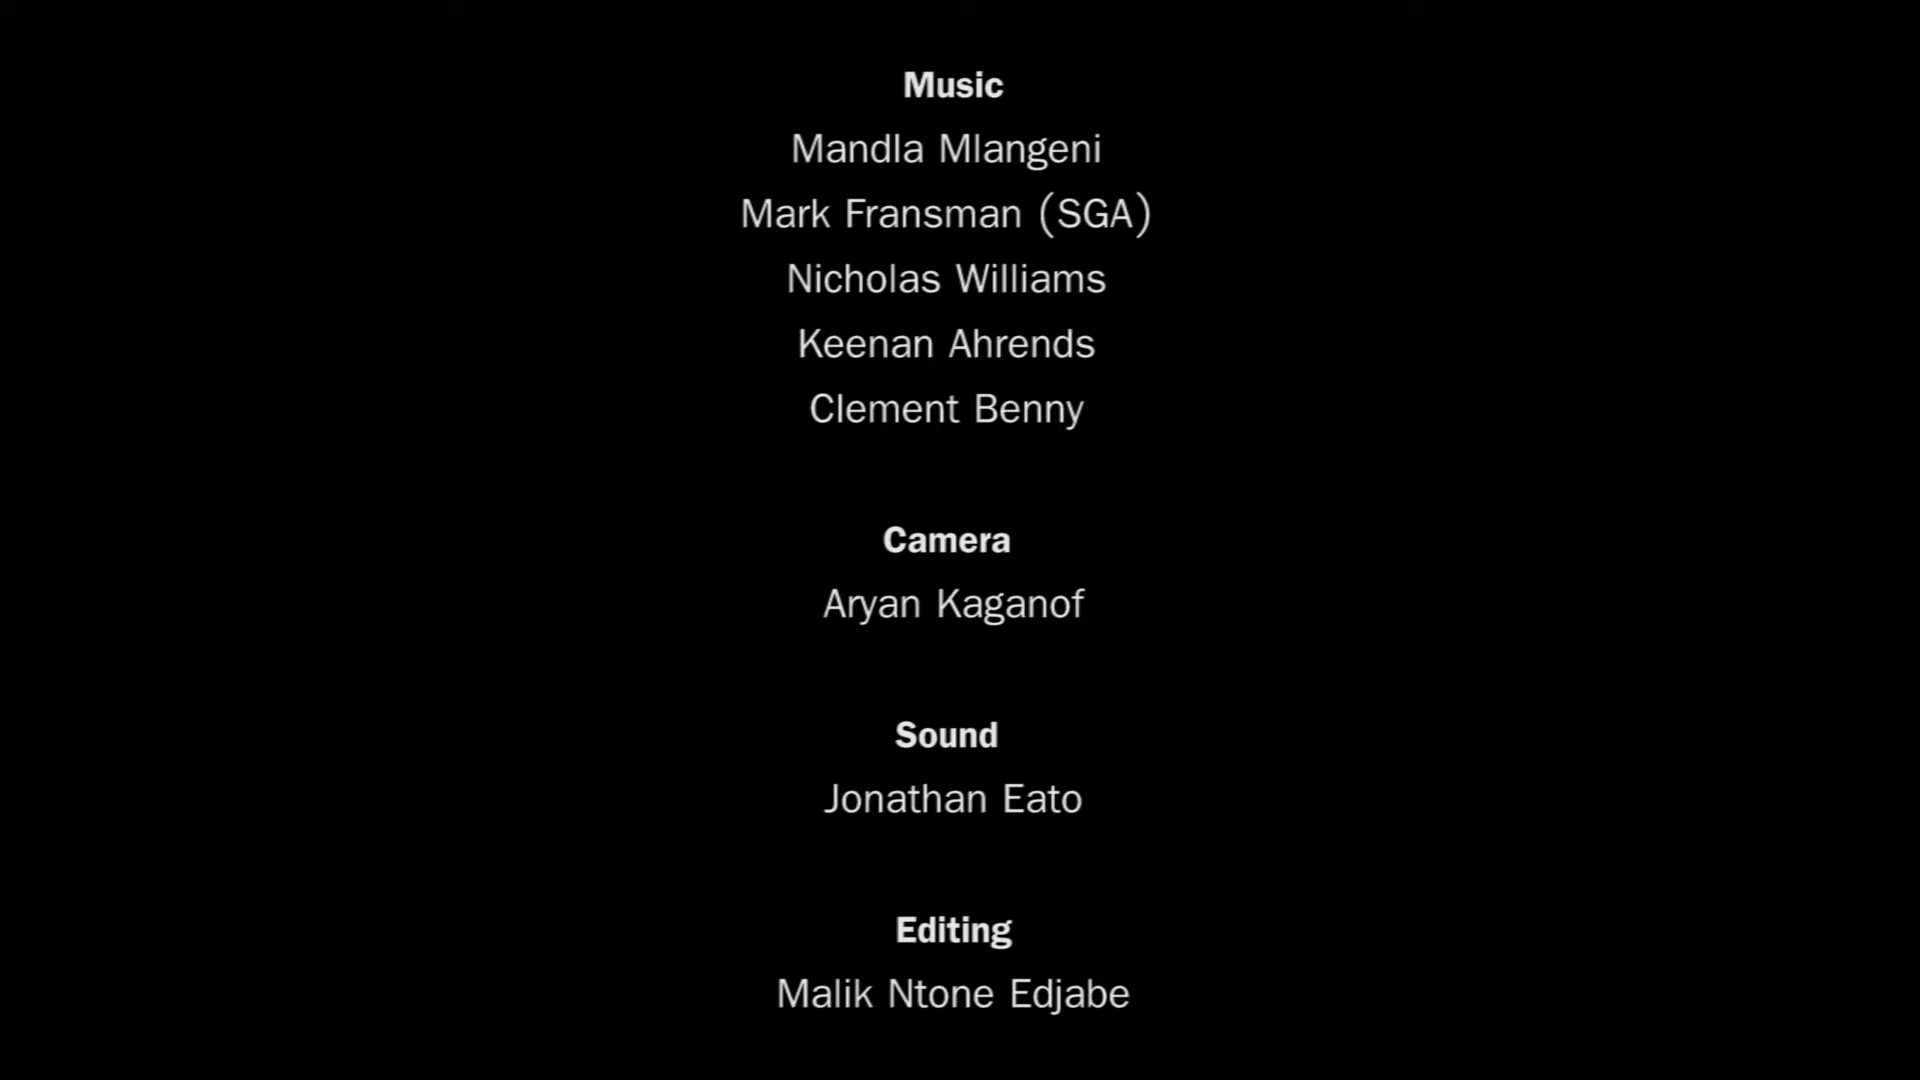 Music
Mandla Mlangeni
Mark Fransman (SGA)
Nicholas Williams
Keenan Ahrends
Clement Benny
Camera
Aryan Kaganof
Sound
Jonathan Eato
Editing
Malik Ntone Edjabe